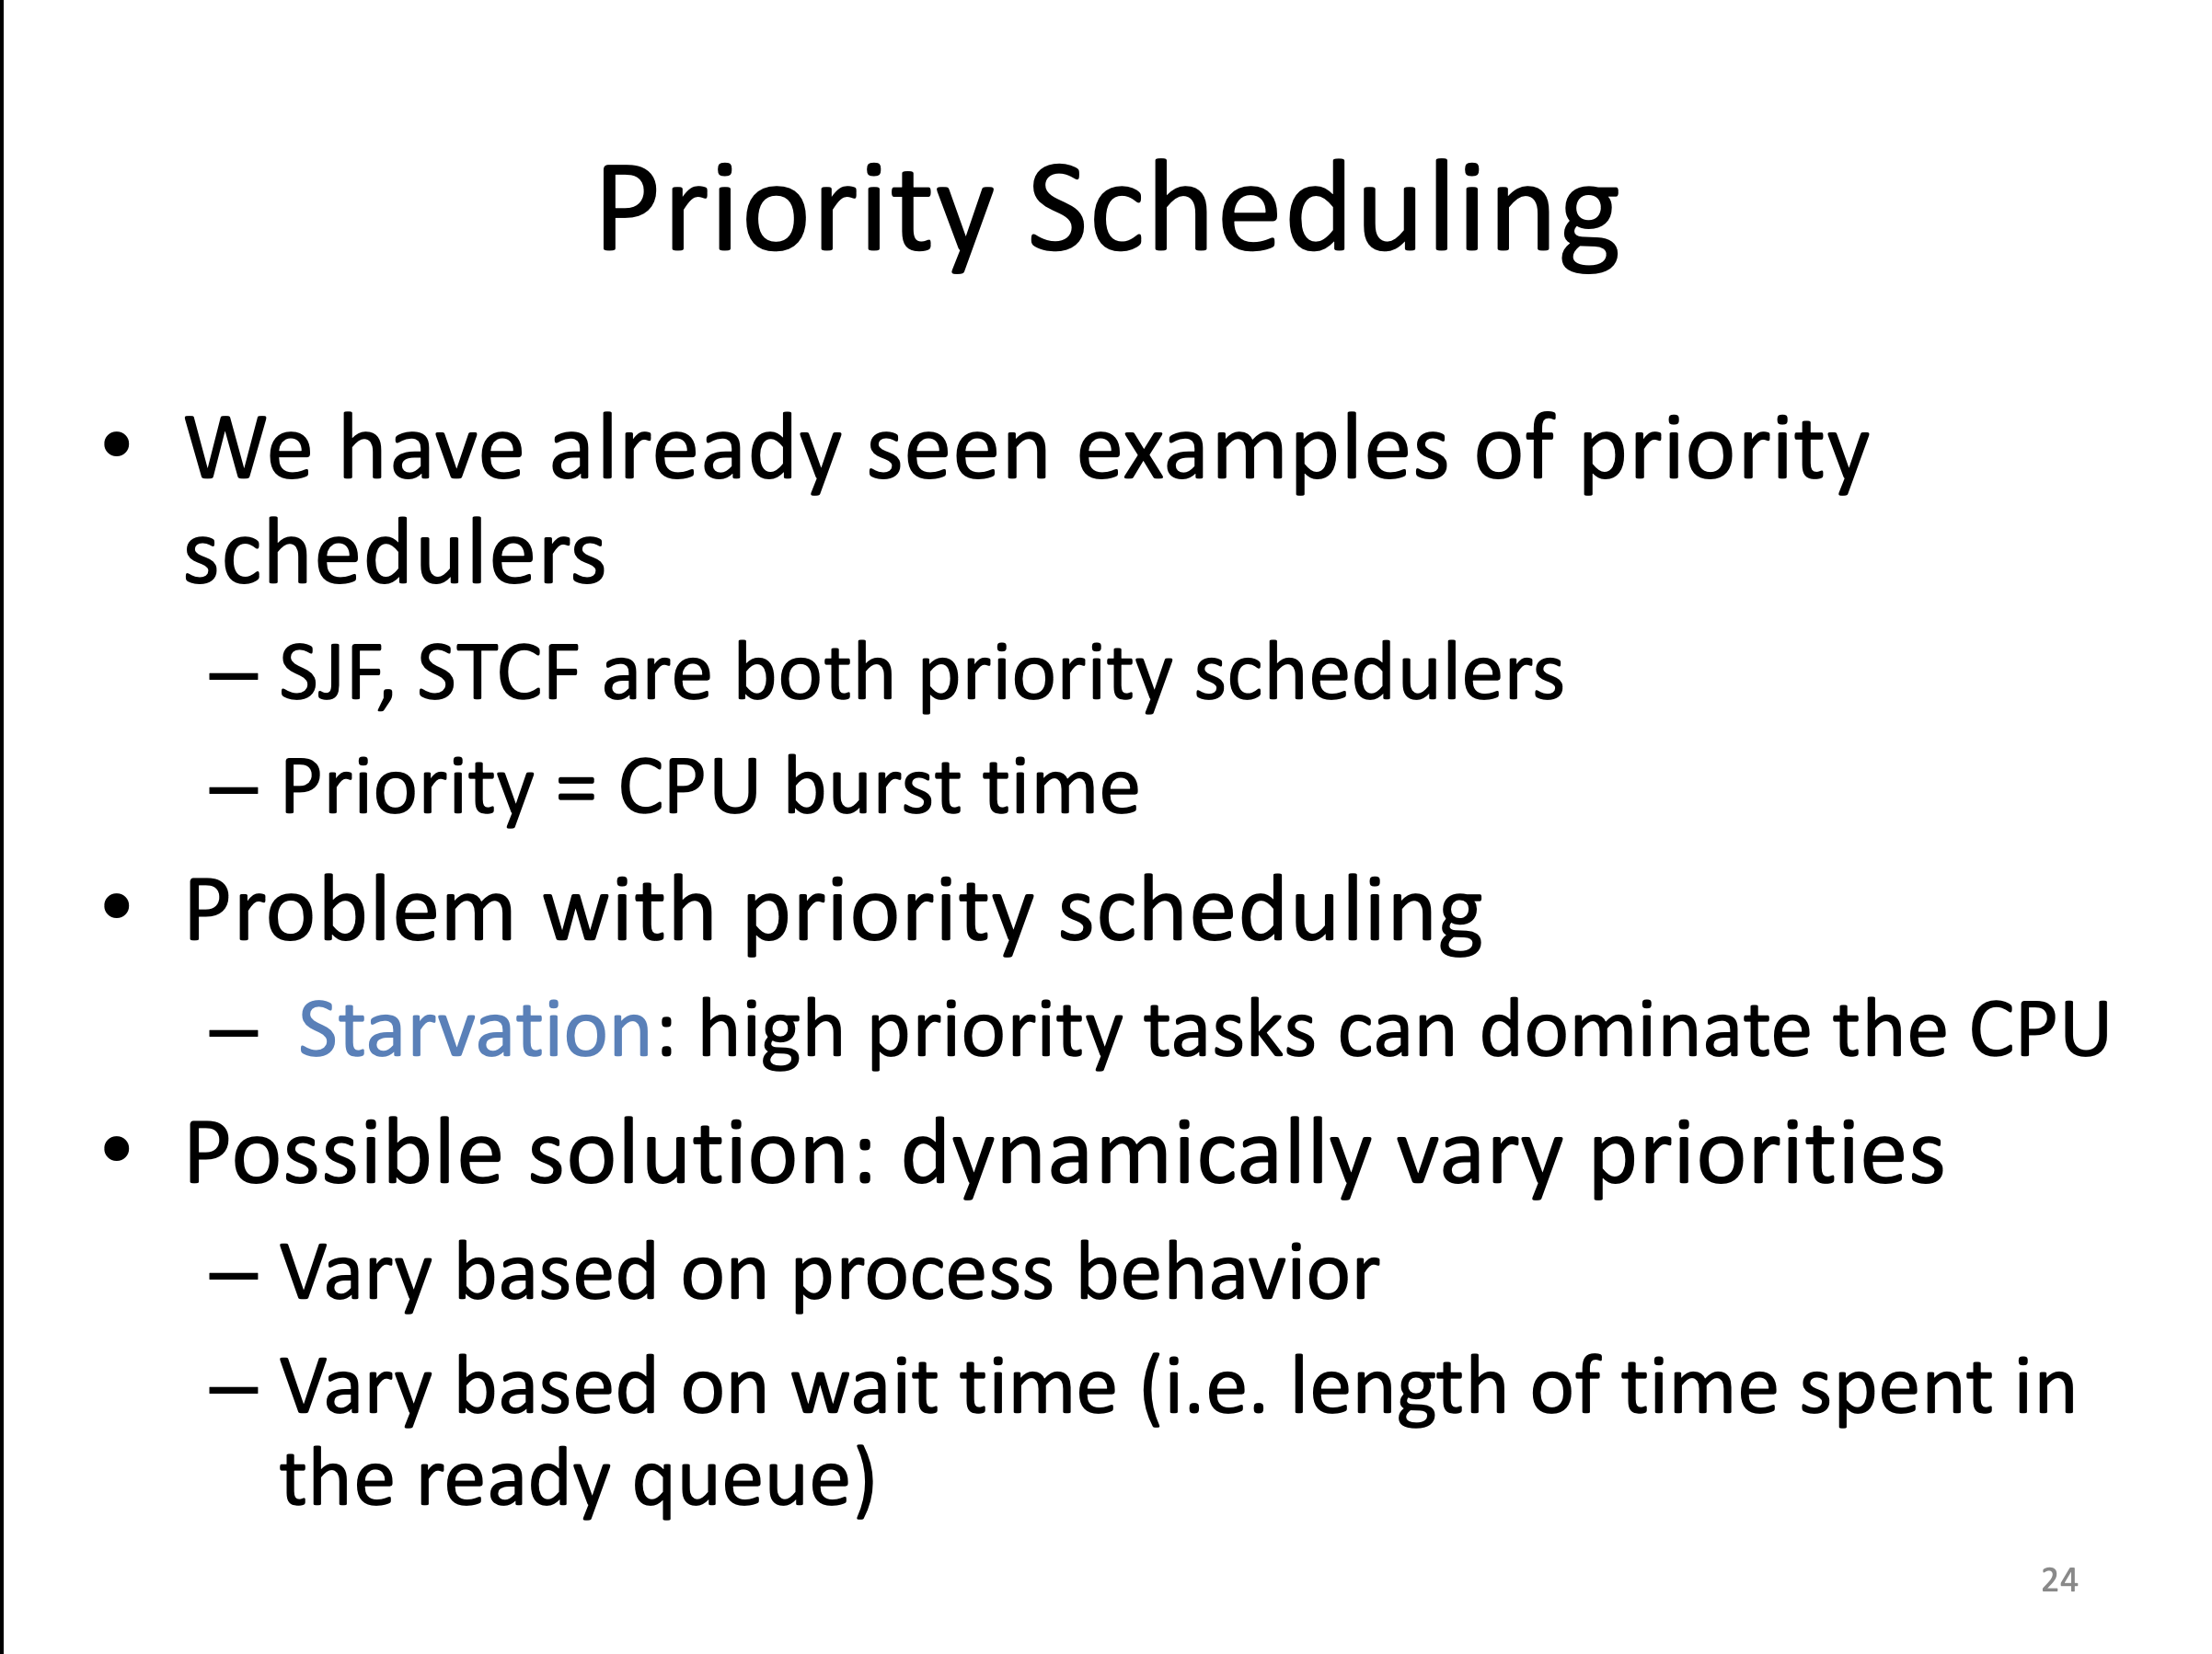 Priority Scheduling
• We have already seen examples of priority
schedulers
– SJF, STCF are both priority schedulers
– Priority = CPU burst time
• Problem with priority scheduling
– Starvation: high priority tasks can dominate the CPU
• Possible solution: dynamically vary priorities
– Vary based on process behavior
– Vary based on wait time(i.e. length of time spent in
the ready queue)
24